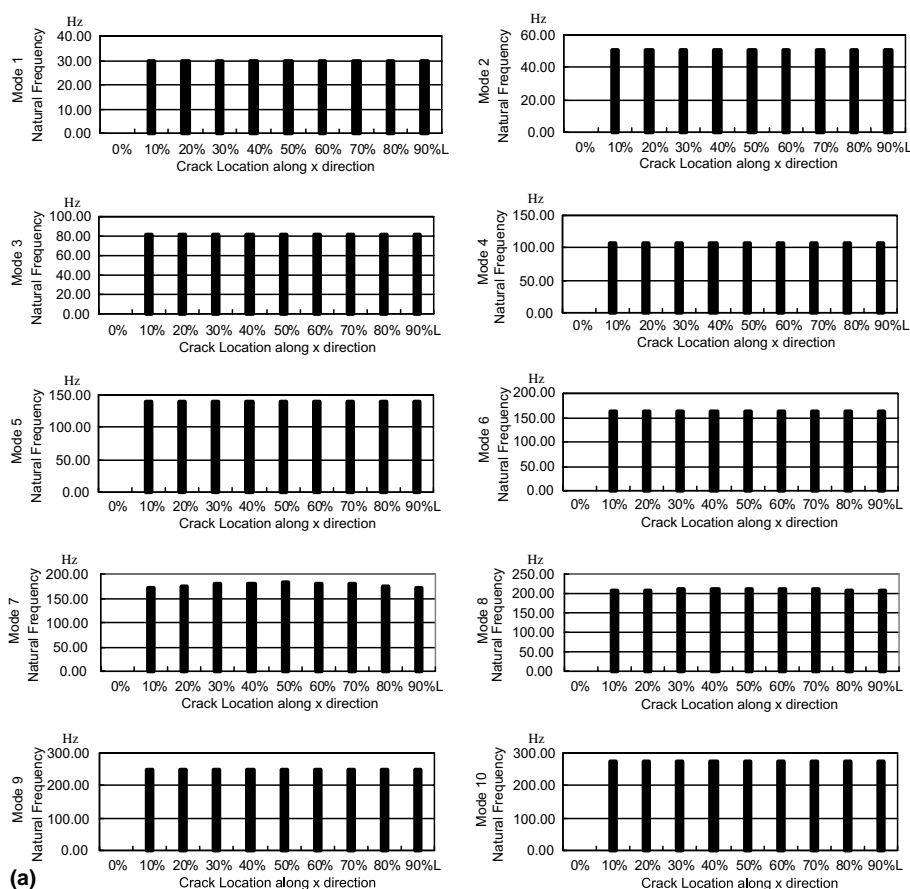 Hz
Mode 1
Natural Frequency
40.00
30.00
20.00
10.00
0.00
0% 10% 20% 30% 40% 50% 60% 70% 80% 90%L
Crack Location along x direction
Hz
Mode 2
Natural Frequency
60.00
40.00
20.00
0.00
0% 10% 20% 30% 40% 50% 60% 70% 80% 90%L
Crack Location along x direction
Hz
Mode 3
Natural Frequency
100.00
80.00
60.00
40.00
20.00
0.00
0% 10% 20% 30% 40% 50% 60% 70% 80% 90%L
Crack Location along x direction
Hz
Mode 4
Natural Frequency
150.00
100.00
50.00
0.00
0% 10% 20% 30% 40% 50% 60% 70% 80% 90%L
Crack Location along x direction
Hz
Mode 5
Natural Frequency
150.00
100.00
50.00
0.00
0% 10% 20% 30% 40% 50% 60% 70% 80% 90%L
Crack Location along x direction
Hz
Mode 6
Natural Frequency
200.00
150.00
100.00
50.00
0.00
0% 10% 20% 30% 40% 50% 60% 70% 80% 90%L
Crack Location along x direction
Hz
Mode 7
Natural Frequency
200.00
150.00
100.00
50.00
0.00
0% 10% 20% 30% 40% 50% 60% 70% 80% 90%L
Crack Location along x direction
Hz
Mode 8
Natural Frequency
250.00
200.00
150.00
100.00
50.00
0.00
0% 10% 20% 30% 40% 50% 60% 70% 80% 90%L
Crack Location along x direction
Hz
Mode 9
Natural Frequency
300.00
200.00
100.00
0.00
0% 10% 20% 30% 40% 50% 60% 70% 80% 90%L
Crack Location along x direction
Hz
Mode 10
Natural Frequency
300.00
200.00
100.00
0.00
0% 10% 20% 30% 40% 50% 60% 70% 80% 90%L
Crack Location along x direction
(a)